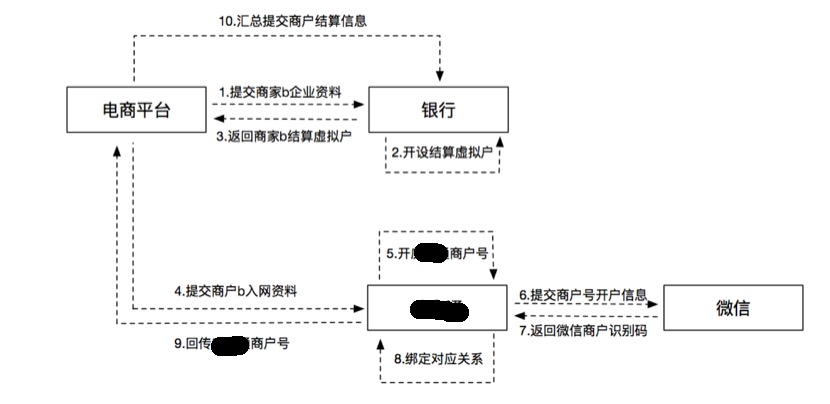 10.汇总提交商户结算信息
电商平台
1.提交商家b企业资料
银行
3.返回商家b结算虚拟户
2.开设结算虚拟户
5.开 商户号
4.提交商户b入网资料
6.提交商户号开户信息
微信
7.返回微信商户识别码
9.回传 商户号
8.绑定对应关系